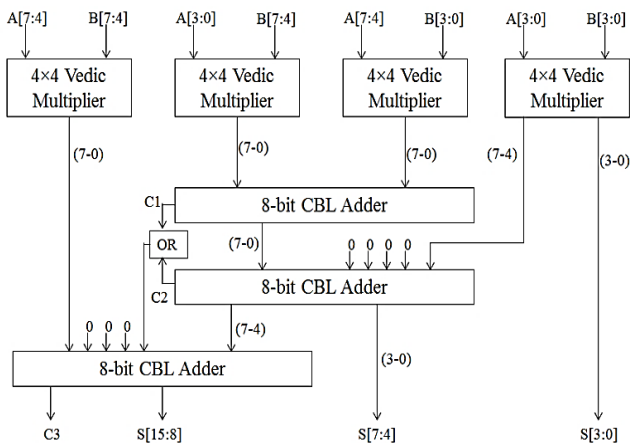 A[7:4] B[7:4] A[3:0] B[7:4] A[7:4] B[3:0] A[3:0] B[3:0]
4×4 Vedic Multiplier
4×4 Vedic Multiplier
4×4 Vedic Multiplier
4×4 Vedic Multiplier
(7-0)
(7-0)
(7-0)
(7-4)
(3-0)
C1
8-bit CBL Adder
OR
(7-0)
0 0 0 0
C2
8-bit CBL Adder
0 0 0
(7-4)
(3-0)
8-bit CBL Adder
C3 S[15:8] S[7:4] S[3:0]